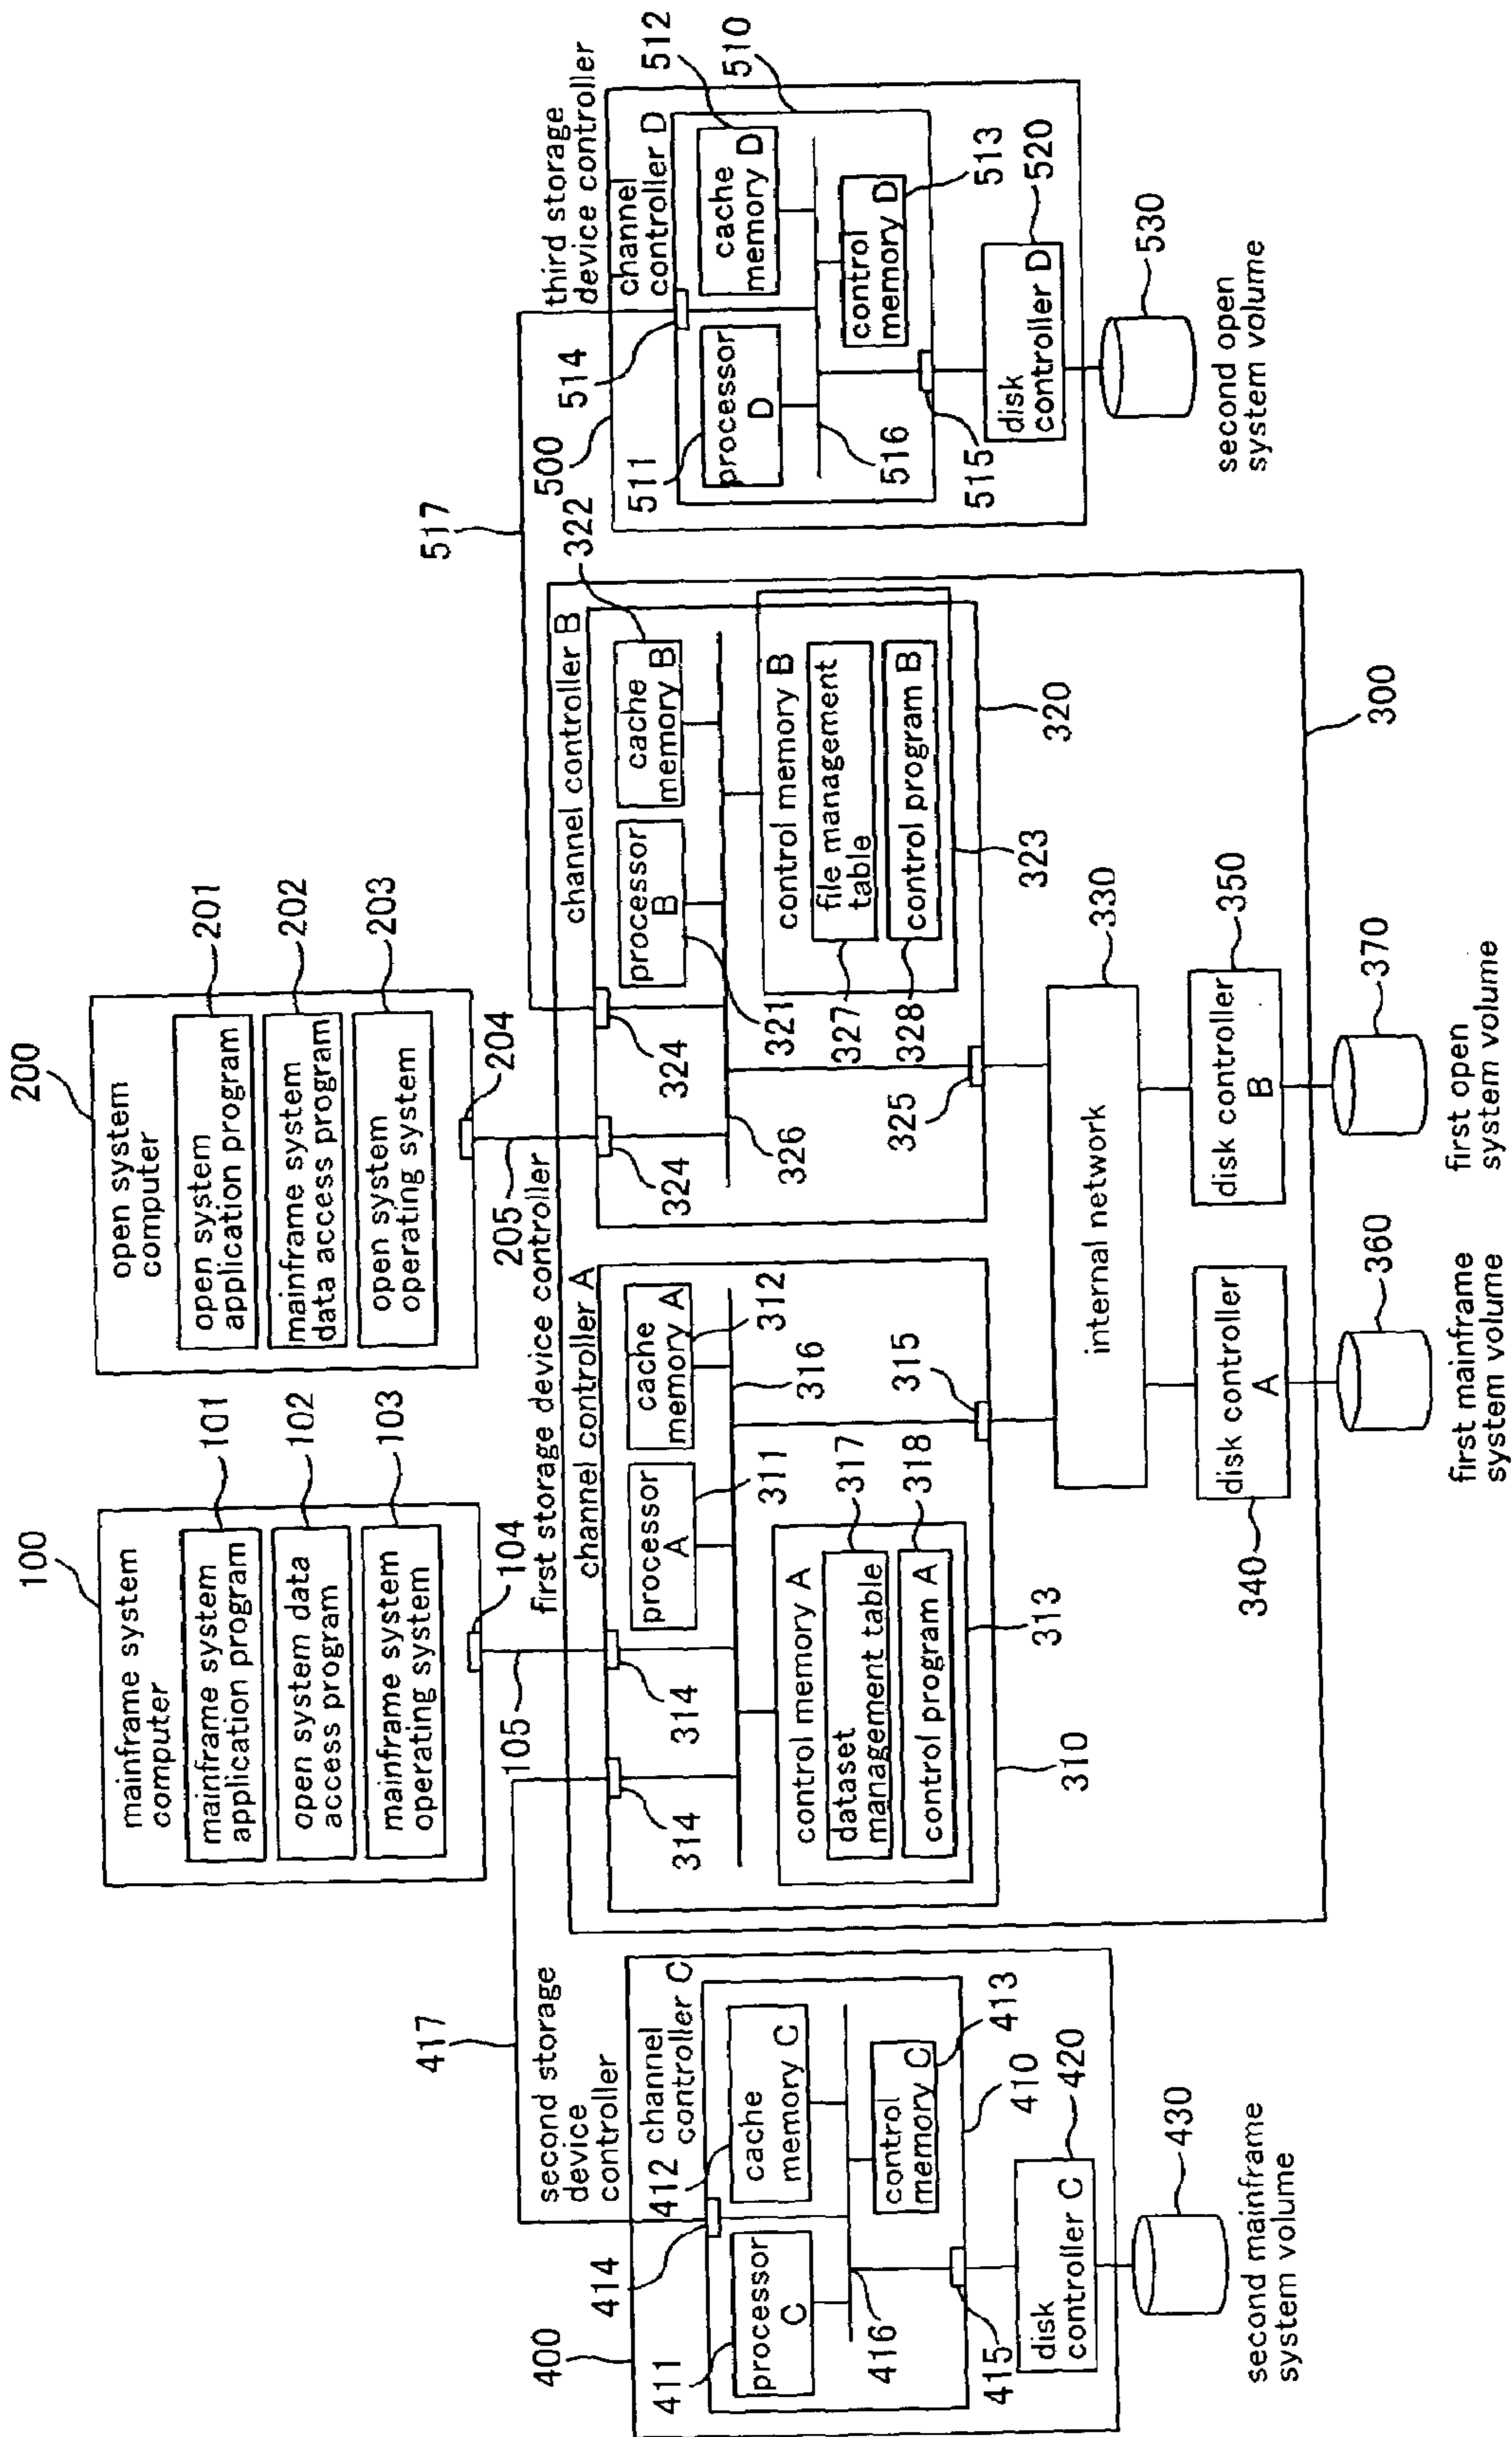 100
mainframe system
computer
mainframe system
application program
101
open system data
access program
102
mainframe system
operating system
103
104
105
200
open system
computer
open system
application program
201
mainframe system
data access program
202
open system
operating system
203
204
205
417
second storage
device
controller
400
412
channel
controller C
414
411
processor
C
cache
memory C
control
memory C
413
416
415
410
disk
controller C
420
430
second mainframe
system volume
first storage device controller
channel controller A
314
314
processor
A
311
cache
memory A
312
316
control memory A
dataset
management table
317
control program A
318
313
310
315
channel controller B
324
324
processor
B
321
cache
memory B
322
326
control memory B
file management
table
327
control program B
328
323
325
320
internal network
330
disk controller
A
340
disk controller
B
350
300
360
first mainframe
system volume
370
first open
system volume
517
third storage
device controller
500
channel
controller D
514
511
processor
D
cache
memory D
512
510
control
memory D
513
516
515
disk
controller D
520
530
second open
system volume